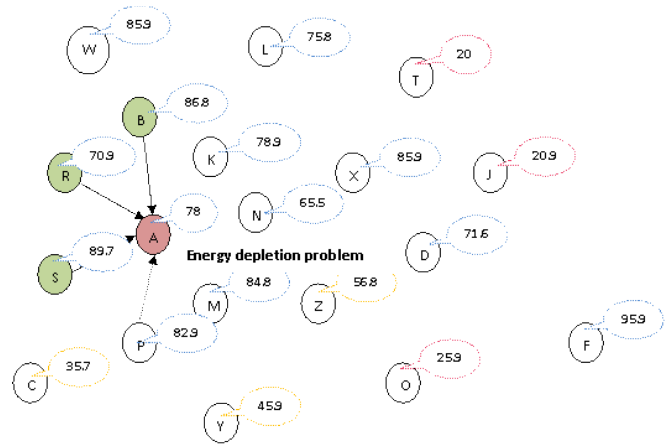 85.9
W
75.8
L
20
T
86.8
B
70.9
R
78.9
K
85.9
X
20.9
J
78
A
65.5
N
71.6
D
89.7
S
Energy depletion problem
84.8
M
56.8
Z
82.9
P
95.9
F
35.7
C
25.9
O
45.9
Y